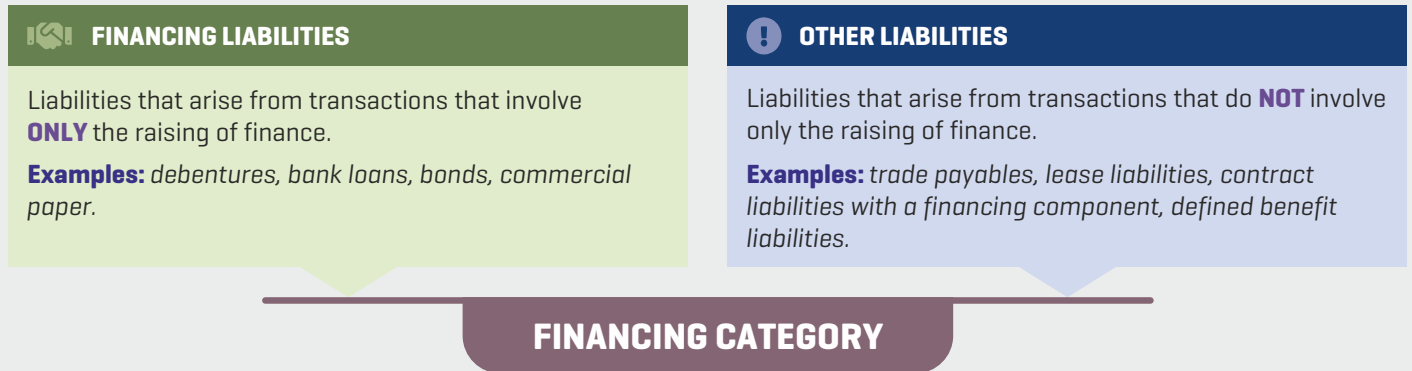 FINANCING LIABILITIES
Liabilities that arise from transactions that involve
ONLY the raising of finance.
Examples: debentures, bank loans, bonds, commercial
paper.
OTHER LIABILITIES
Liabilities that arise from transactions that do NOT involve
only the raising of finance.
Examples: trade payables, lease liabilities, contract
liabilities with a financing component, defined benefit
liabilities.
FINANCING CATEGORY